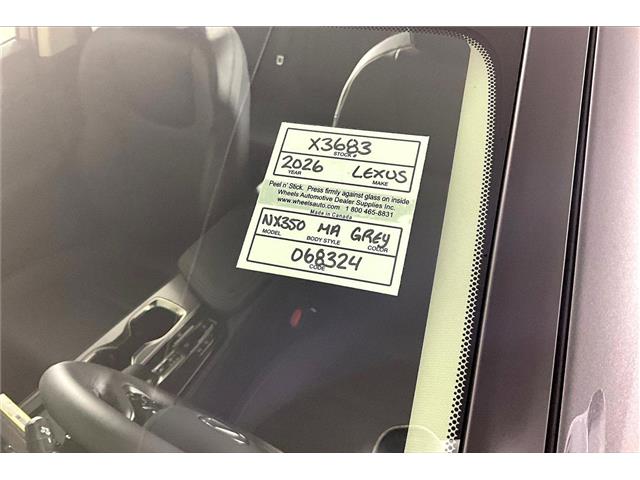 X3683
STOCK #
2026 LEXUS
YEAR MAKE
Peel n' Stick. Press firmly against glass on inside
Wheels Automotive Dealer Supplies Inc.
www.wheelsauto.com 1 800 465-8831
Made in Canada
NX350 MA GREY
MODEL BODY STYLE COLOR
068324
CODE